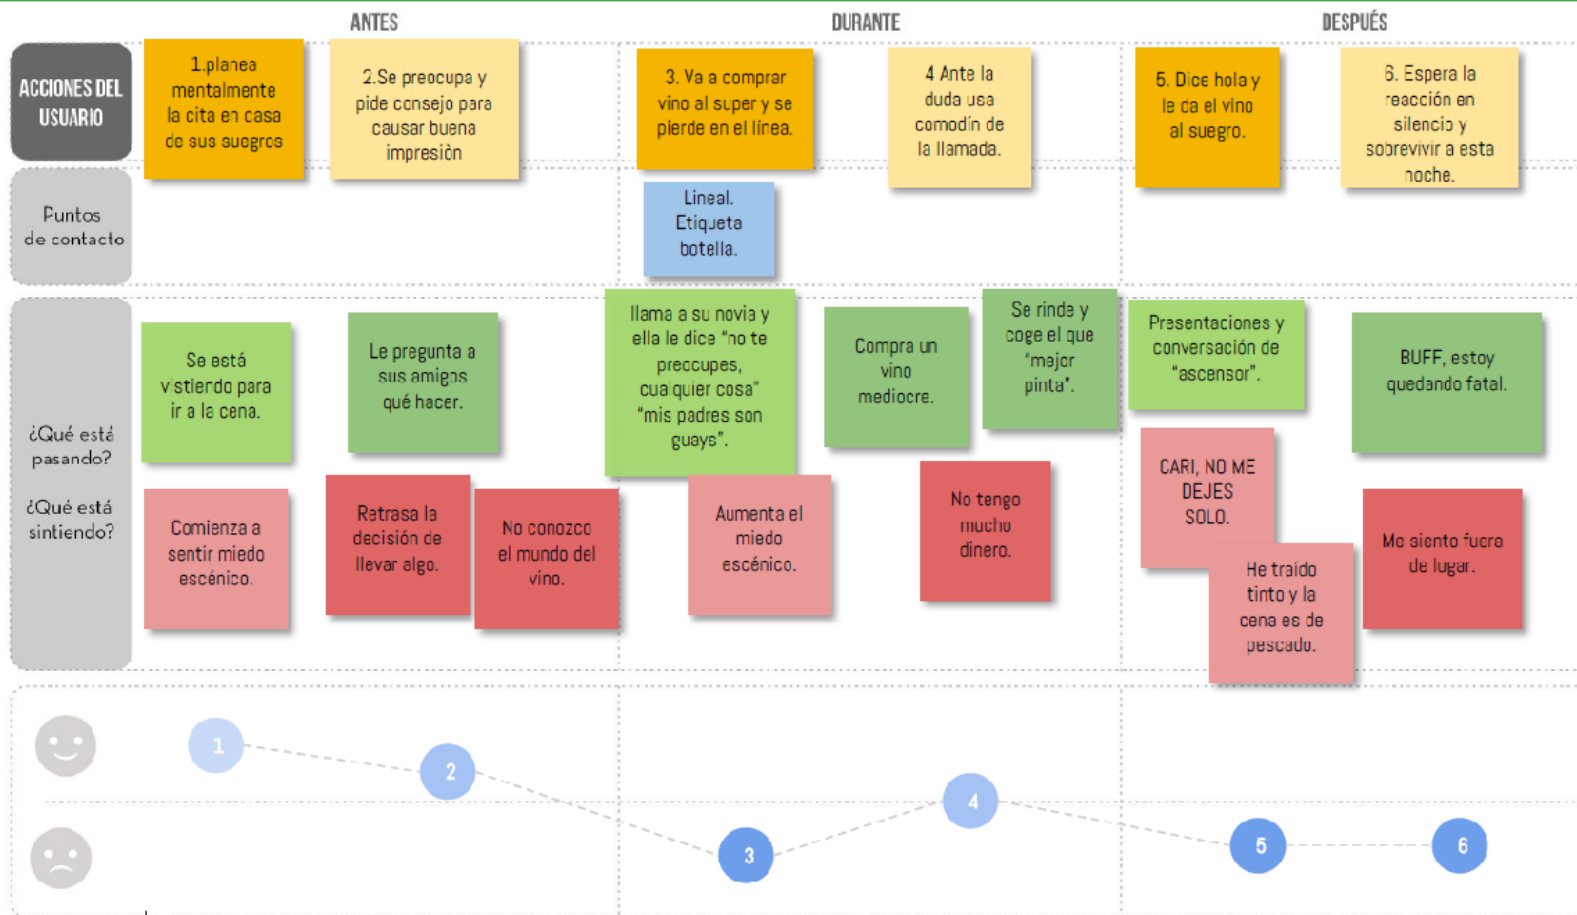 ANTES
DURANTE
DESPUÉS
ACCIONES DEL
USUARIO
1.planea
mentalmente
la cita en casa
de sus suegros
2.Se preocupa y
pide consejo para
causar buena
impresión
3. Va a comprar
vino al super y se
pierde en el línea.
4 Ante la
duda usa
comodín de
la llamada.
5. Dice hola y
le da el vino
al suegro.
6. Espera la
reacción en
silencio y
sobrevivir a esta
noche.
Puntos
de contacto
Lineal.
Etiqueta
botella.
¿Qué está
pasando?
¿Qué está
sintiendo?
Se está
vistiendo para
ir a la cena.
Le pregunta a
sus amigos
qué hacer.
llama a su novia y
ella le dice "no te
preocupes,
cualquier cosa"
"mis padres son
guays".
Compra un
vino
mediocre.
Se rinde y
coge el que
"mejor
pinta".
Presentaciones y
conversación de
"ascensor".
BUFF, estoy
quedando fatal.
Comienza a
sentir miedo
escénico.
Retrasa la
decisión de
llevar algo.
No conozco
el mundo del
vino.
Aumenta el
miedo
escénico.
No tengo
mucho
dinero.
CARI, NO ME
DEJES
SOLO.
He traido
tinto y la
cena es de
pescado.
Me siento fuera
de lugar.
1
2
3
4
5
6